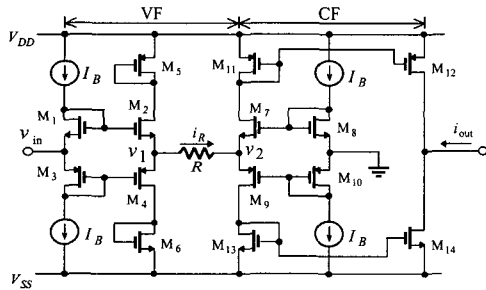 VF CF
V_DD
I_B M_5 M_11 I_B M_12
M_1 M_2 M_7 M_8
v_in v_1 i_R R v_2 i_out
M_3 M_4 M_9 M_10
I_B M_6 M_13 I_B M_14
V_SS